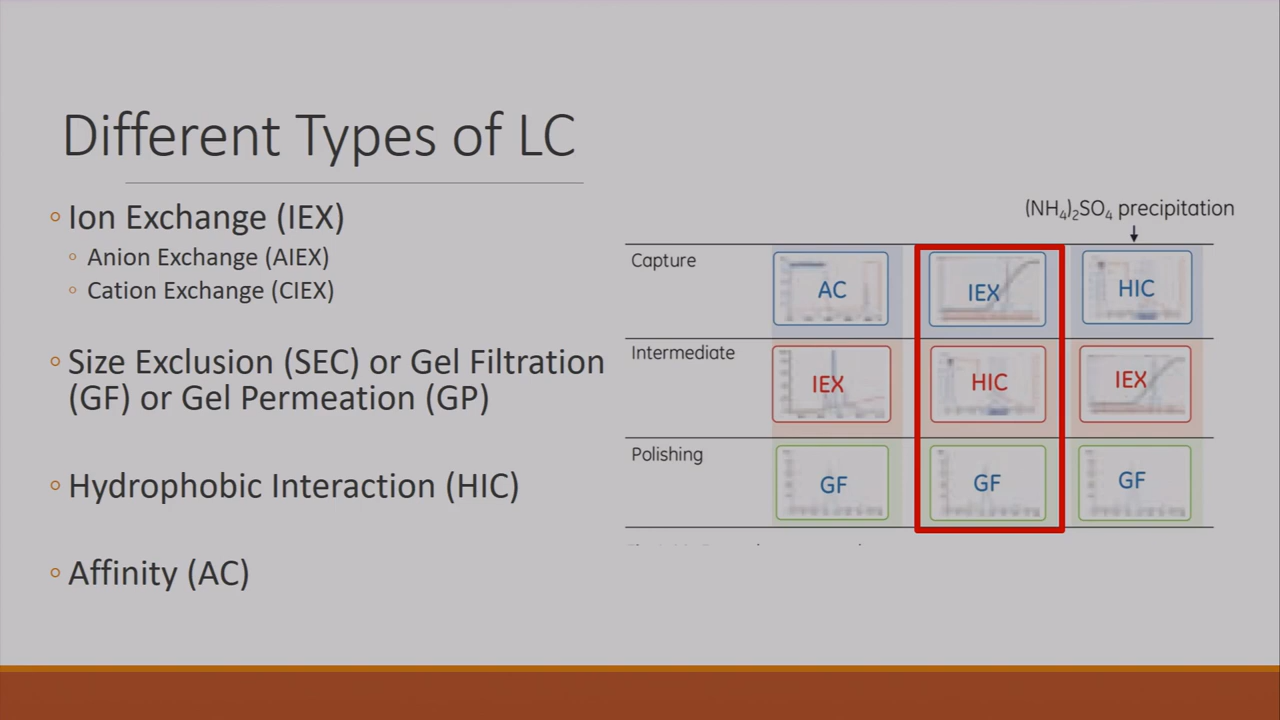 Different Types of LC
◦ Ion Exchange (IEX)
◦ Anion Exchange (AIEX)
◦ Cation Exchange (CIEX)
◦ Size Exclusion (SEC) or Gel Filtration
(GF) or Gel Permeation (GP)
◦ Hydrophobic Interaction (HIC)
◦ Affinity (AC)
(NH₄)₂SO₄ precipitation
Capture AC IEX HIC
Intermediate IEX HIC IEX
Polishing GF GF GF